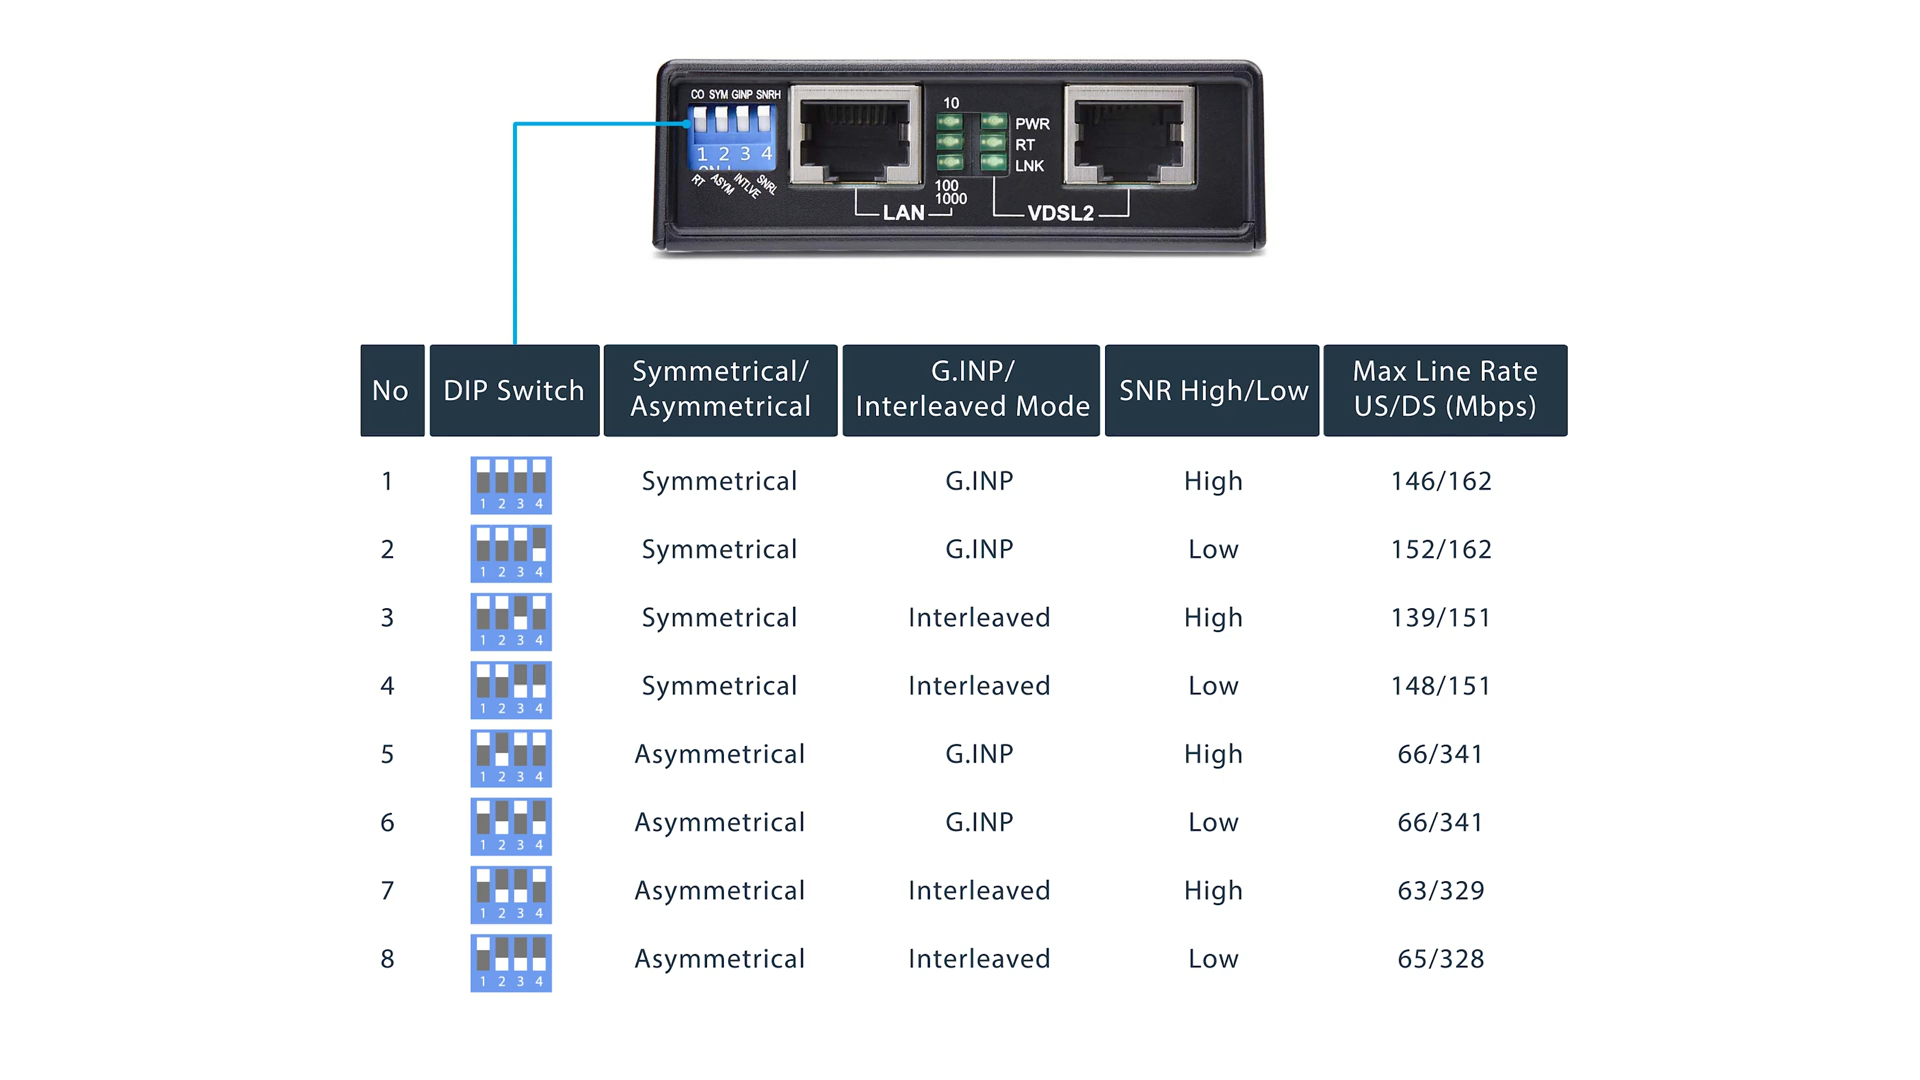 CO SYM GINP SNRH
1 2 3 4
RT ASYM INTLVE SNRL
10
100
1000
PWR
RT
LNK
LAN
VDSL2
No
DIP Switch
Symmetrical/
Asymmetrical
G.INP/
Interleaved Mode
SNR High/Low
Max Line Rate
US/DS (Mbps)
1
1 2 3 4
Symmetrical
G.INP
High
146/162
2
1 2 3 4
Symmetrical
G.INP
Low
152/162
3
1 2 3 4
Symmetrical
Interleaved
High
139/151
4
1 2 3 4
Symmetrical
Interleaved
Low
148/151
5
1 2 3 4
Asymmetrical
G.INP
High
66/341
6
1 2 3 4
Asymmetrical
G.INP
Low
66/341
7
1 2 3 4
Asymmetrical
Interleaved
High
63/329
8
1 2 3 4
Asymmetrical
Interleaved
Low
65/328